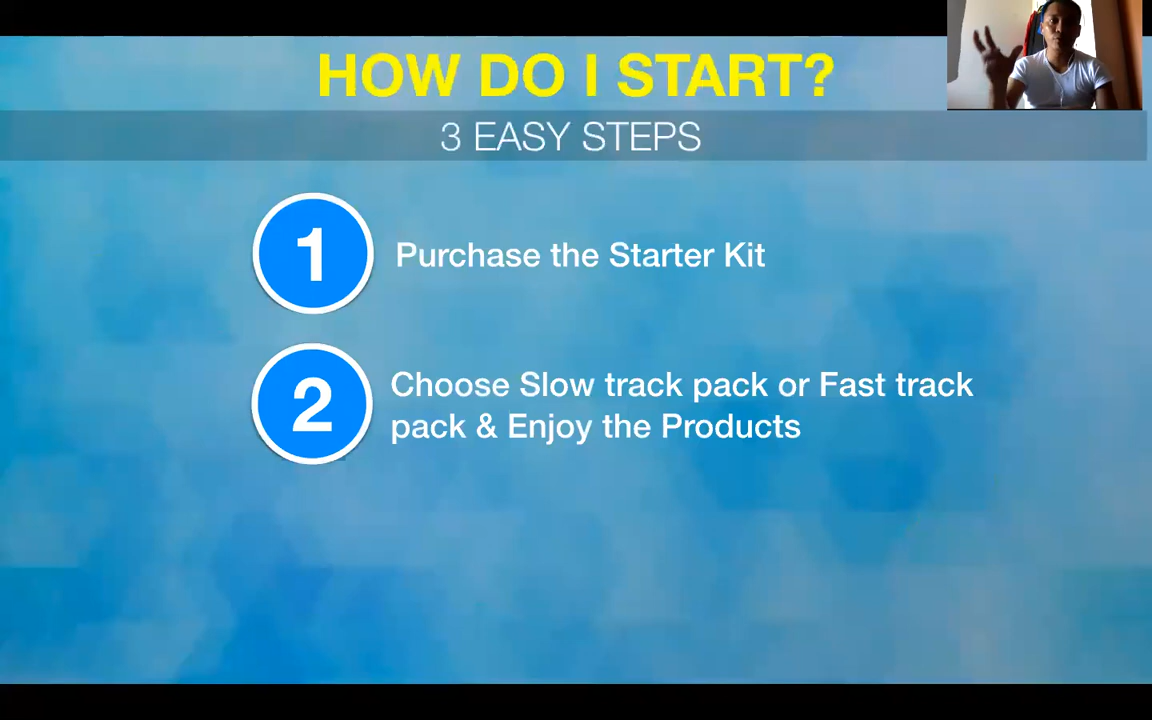 HOW DO I START?
3 EASY STEPS
1
Purchase the Starter Kit
2
Choose Slow track pack or Fast track
pack & Enjoy the Products